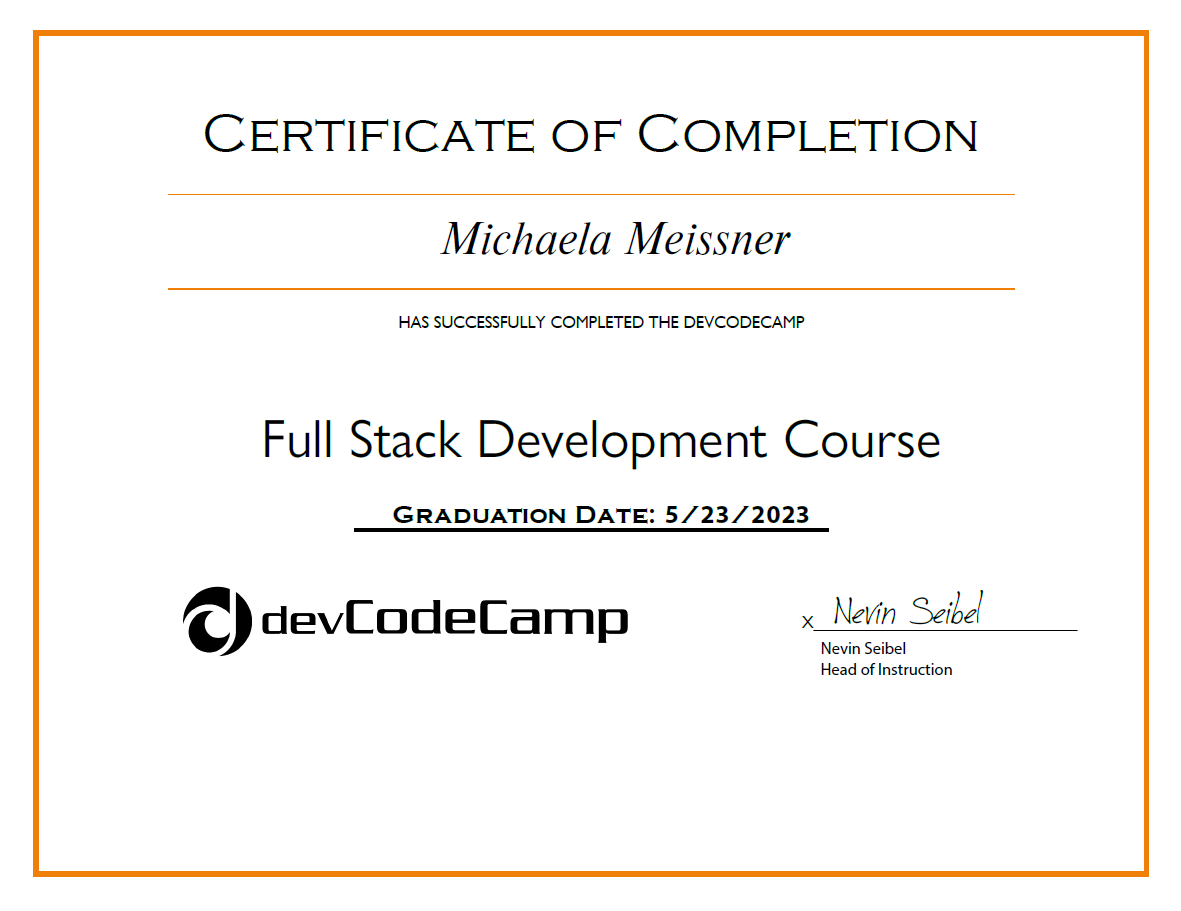 Certificate of Completion
Michaela Meissner
HAS SUCCESSFULLY COMPLETED THE DEVCODECAMP
Full Stack Development Course
Graduation Date: 5/23/2023
devCodeCamp
x Nevin Seibel
Nevin Seibel
Head of Instruction